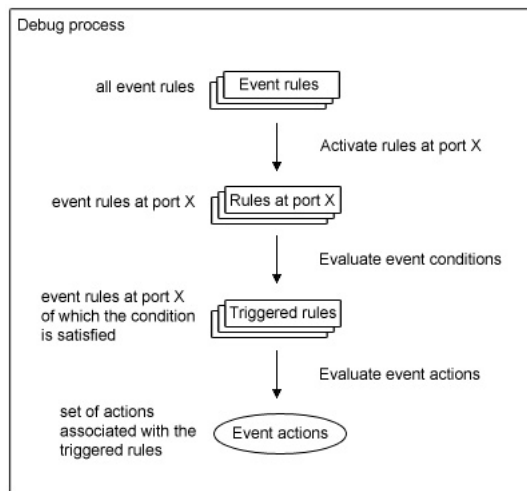 Debug process
all event rules
Event rules
Activate rules at port X
event rules at port X
Rules at port X
Evaluate event conditions
event rules at port X
of which the condition
is satisfied
Triggered rules
Evaluate event actions
set of actions
associated with the
triggered rules
Event actions